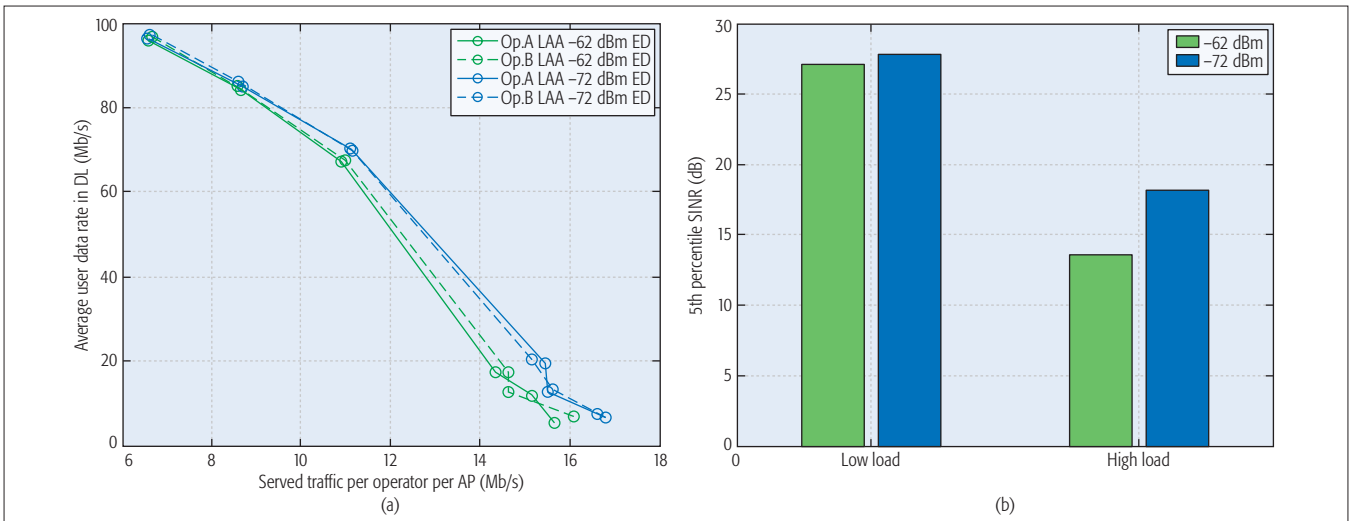 100
80
60
40
20
0
Average user data rate in DL (Mb/s)
Op.A LAA –62 dBm ED
Op.B LAA –62 dBm ED
Op.A LAA –72 dBm ED
Op.B LAA –72 dBm ED
6 8 10 12 14 16 18
Served traffic per operator per AP (Mb/s)
(a)
30
25
20
15
10
5
0
5th percentile SINR (dB)
–62 dBm
–72 dBm
0 Low load High load
(b)